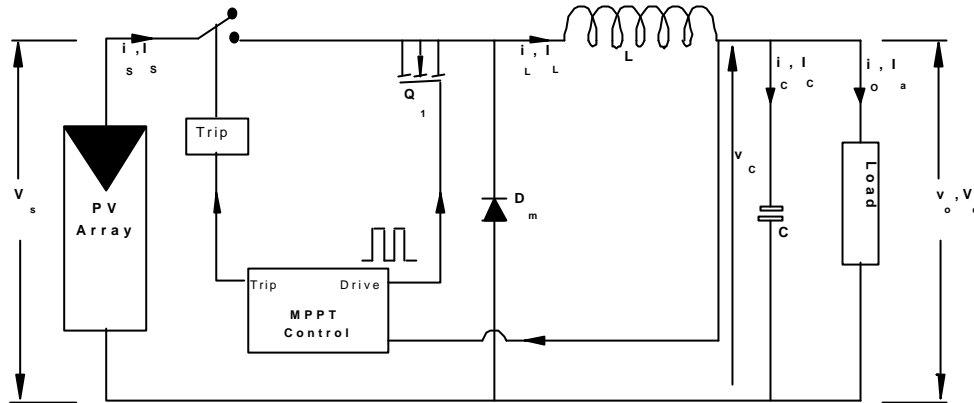 i , I
S S
L
i , I
L L
i , I
C C
i , I
o a
Q
1
Trip
v
C
Load
V
s
PV
Array
D
m
C
v , V
o
Trip Drive
MPPT
Control